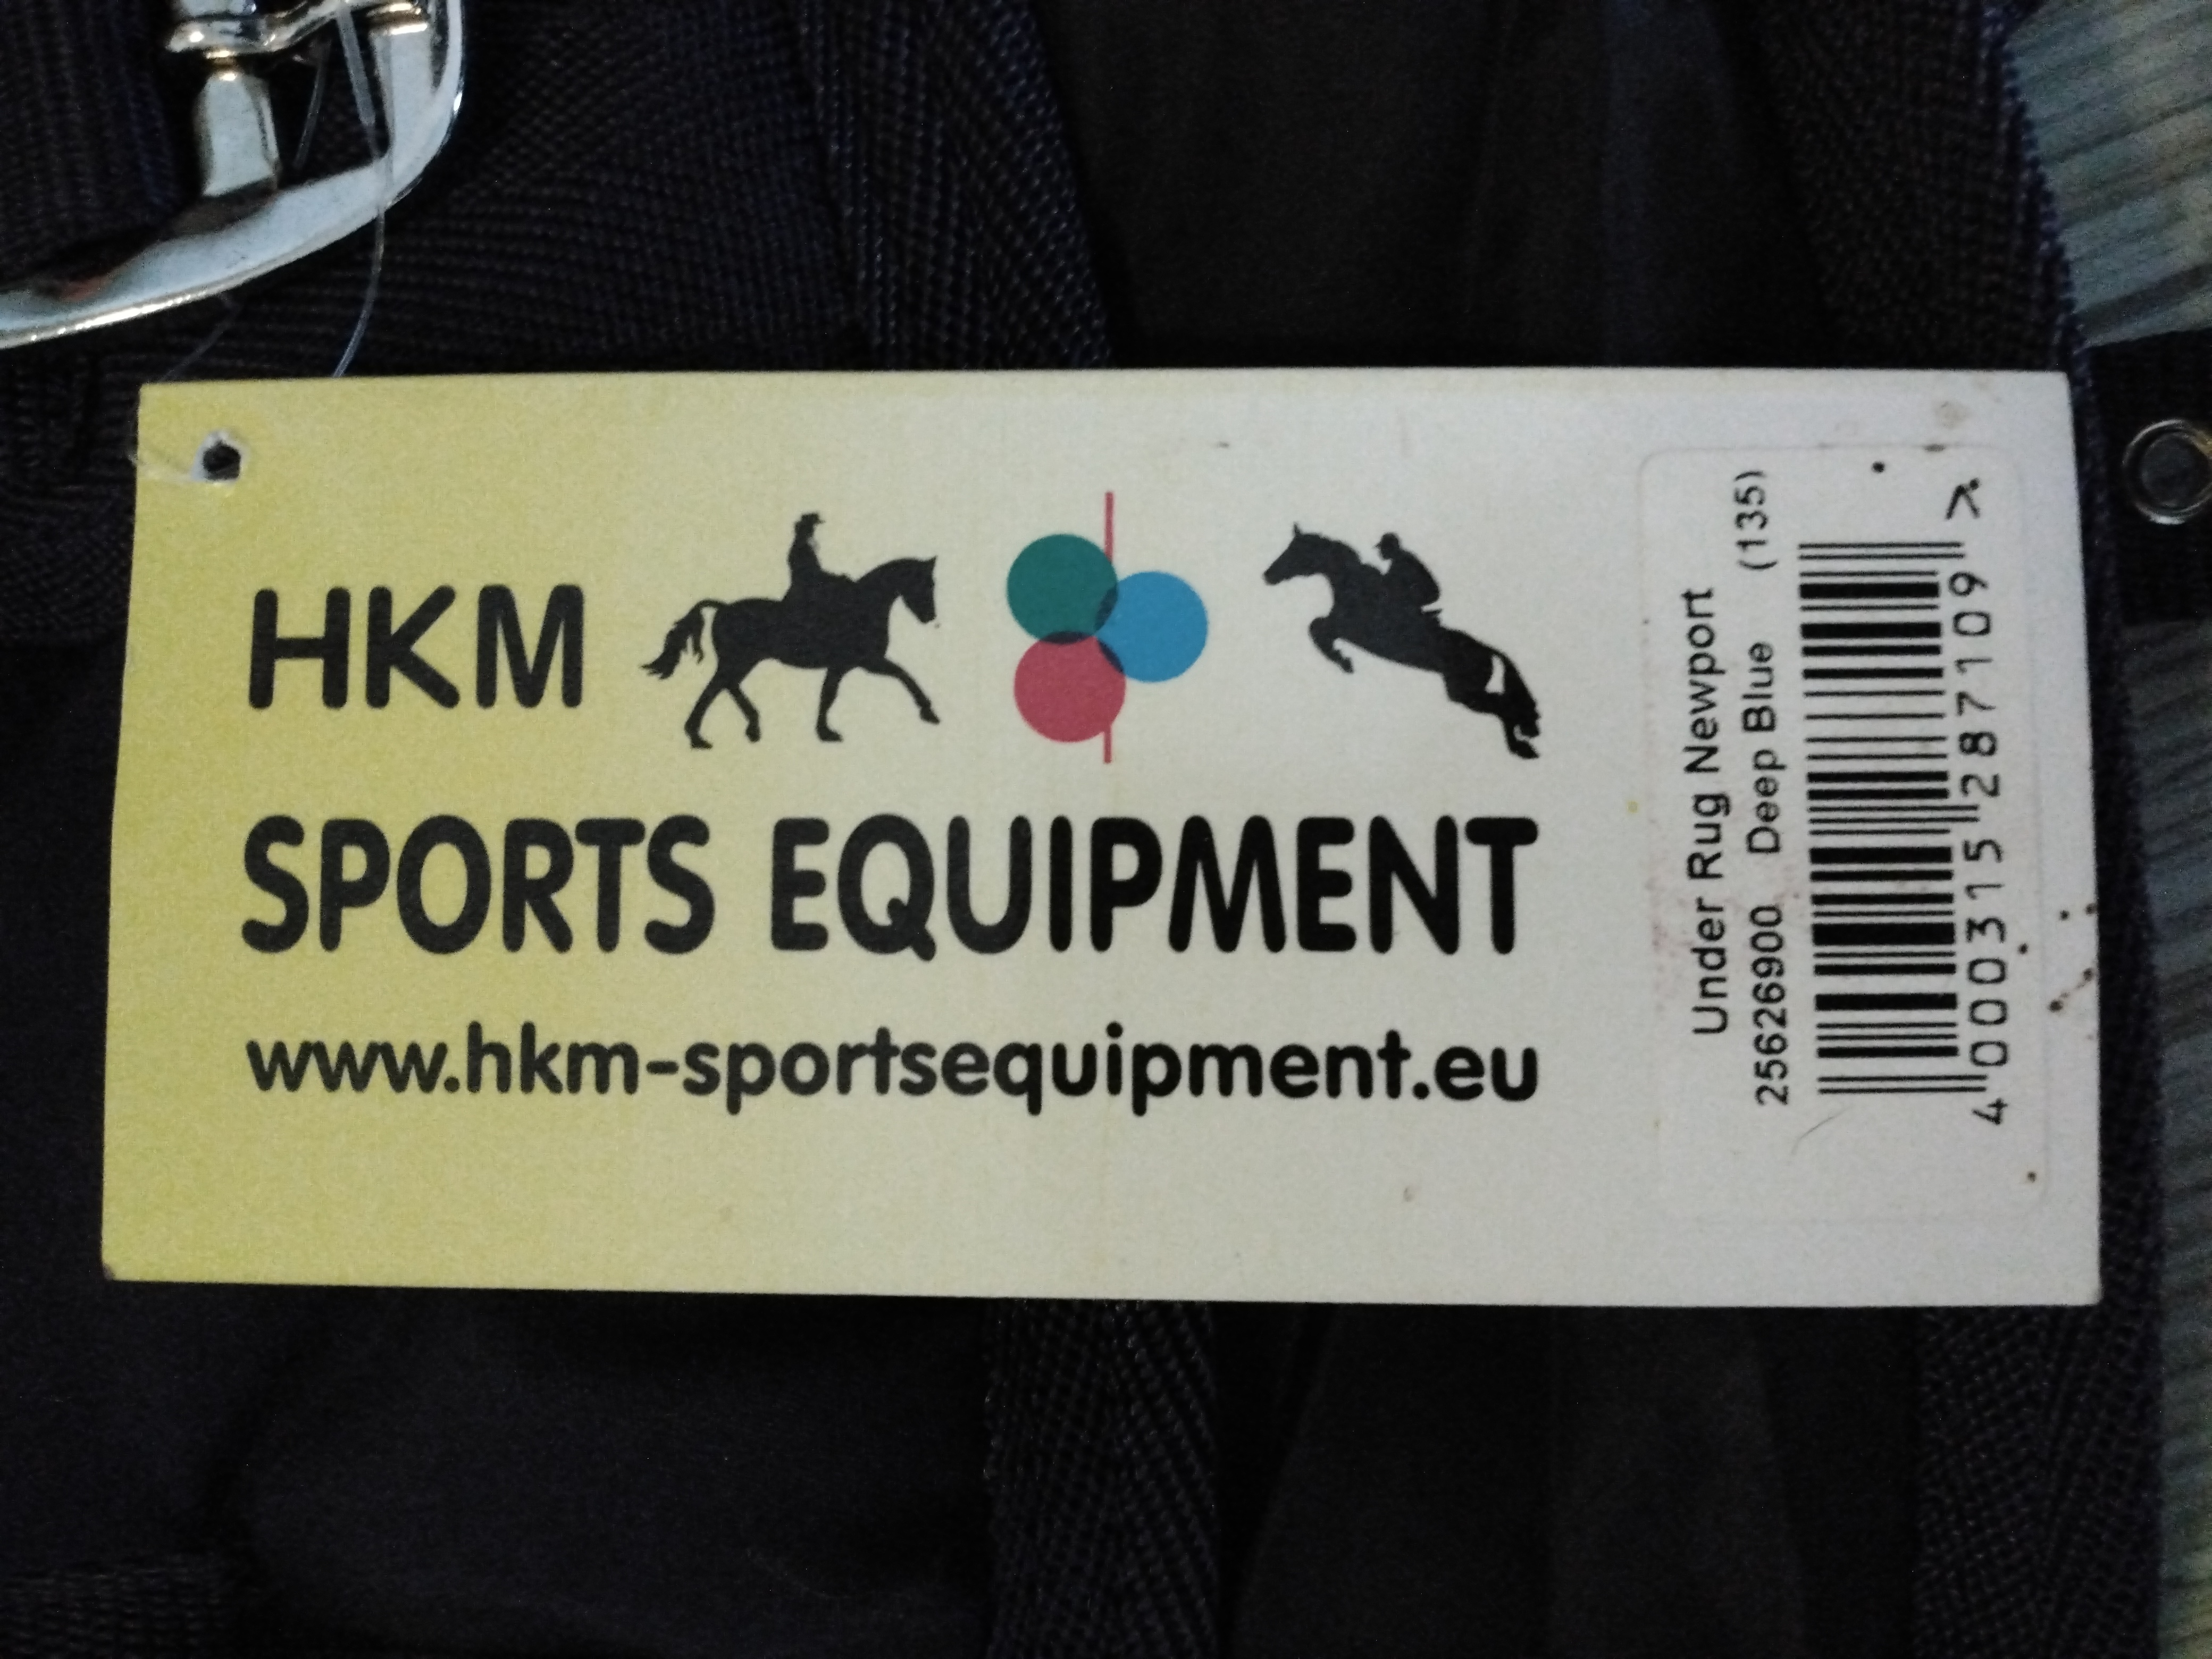 HKM
SPORTS EQUIPMENT
www.hkm-sportsequipment.eu
Under Rug Newport
25626900 Deep Blue (135)
4 000315 287109 >